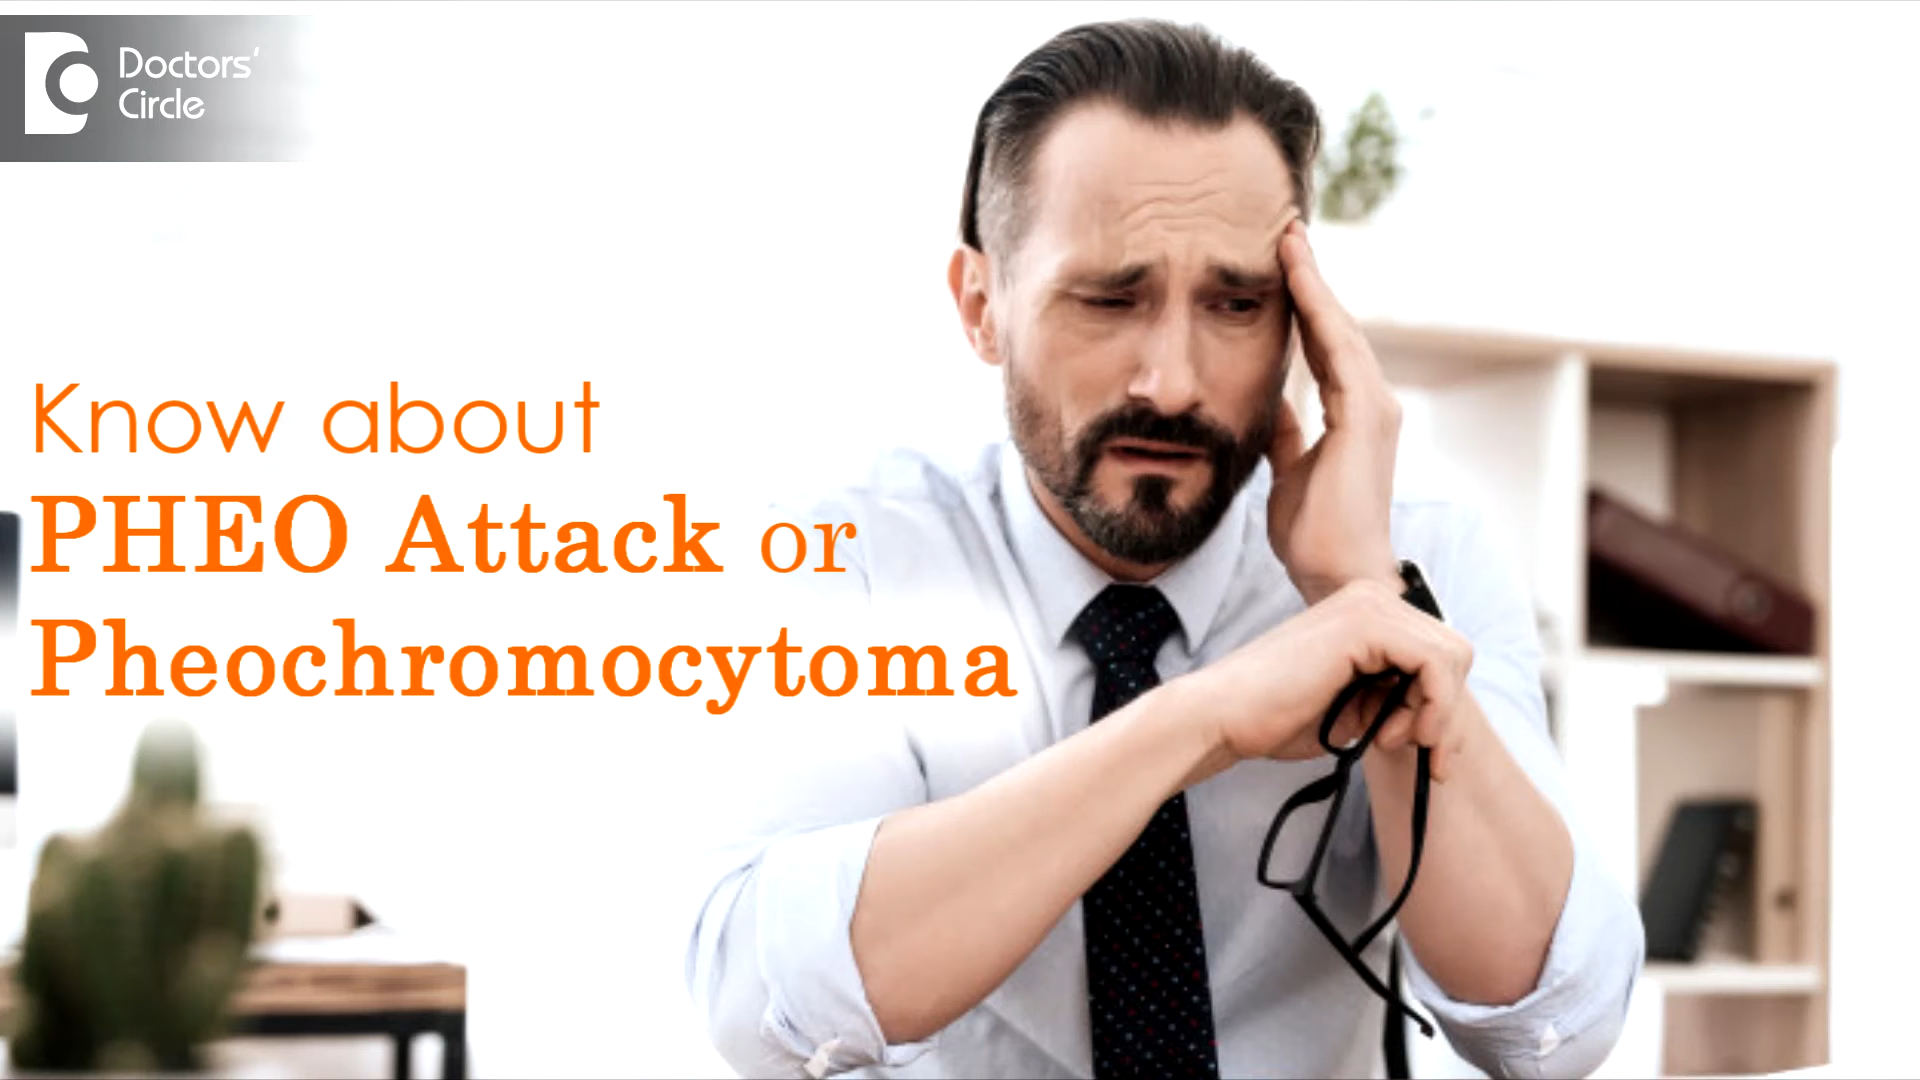 Doctors'
Circle
Know about
PHEO Attack or
Pheochromocytoma